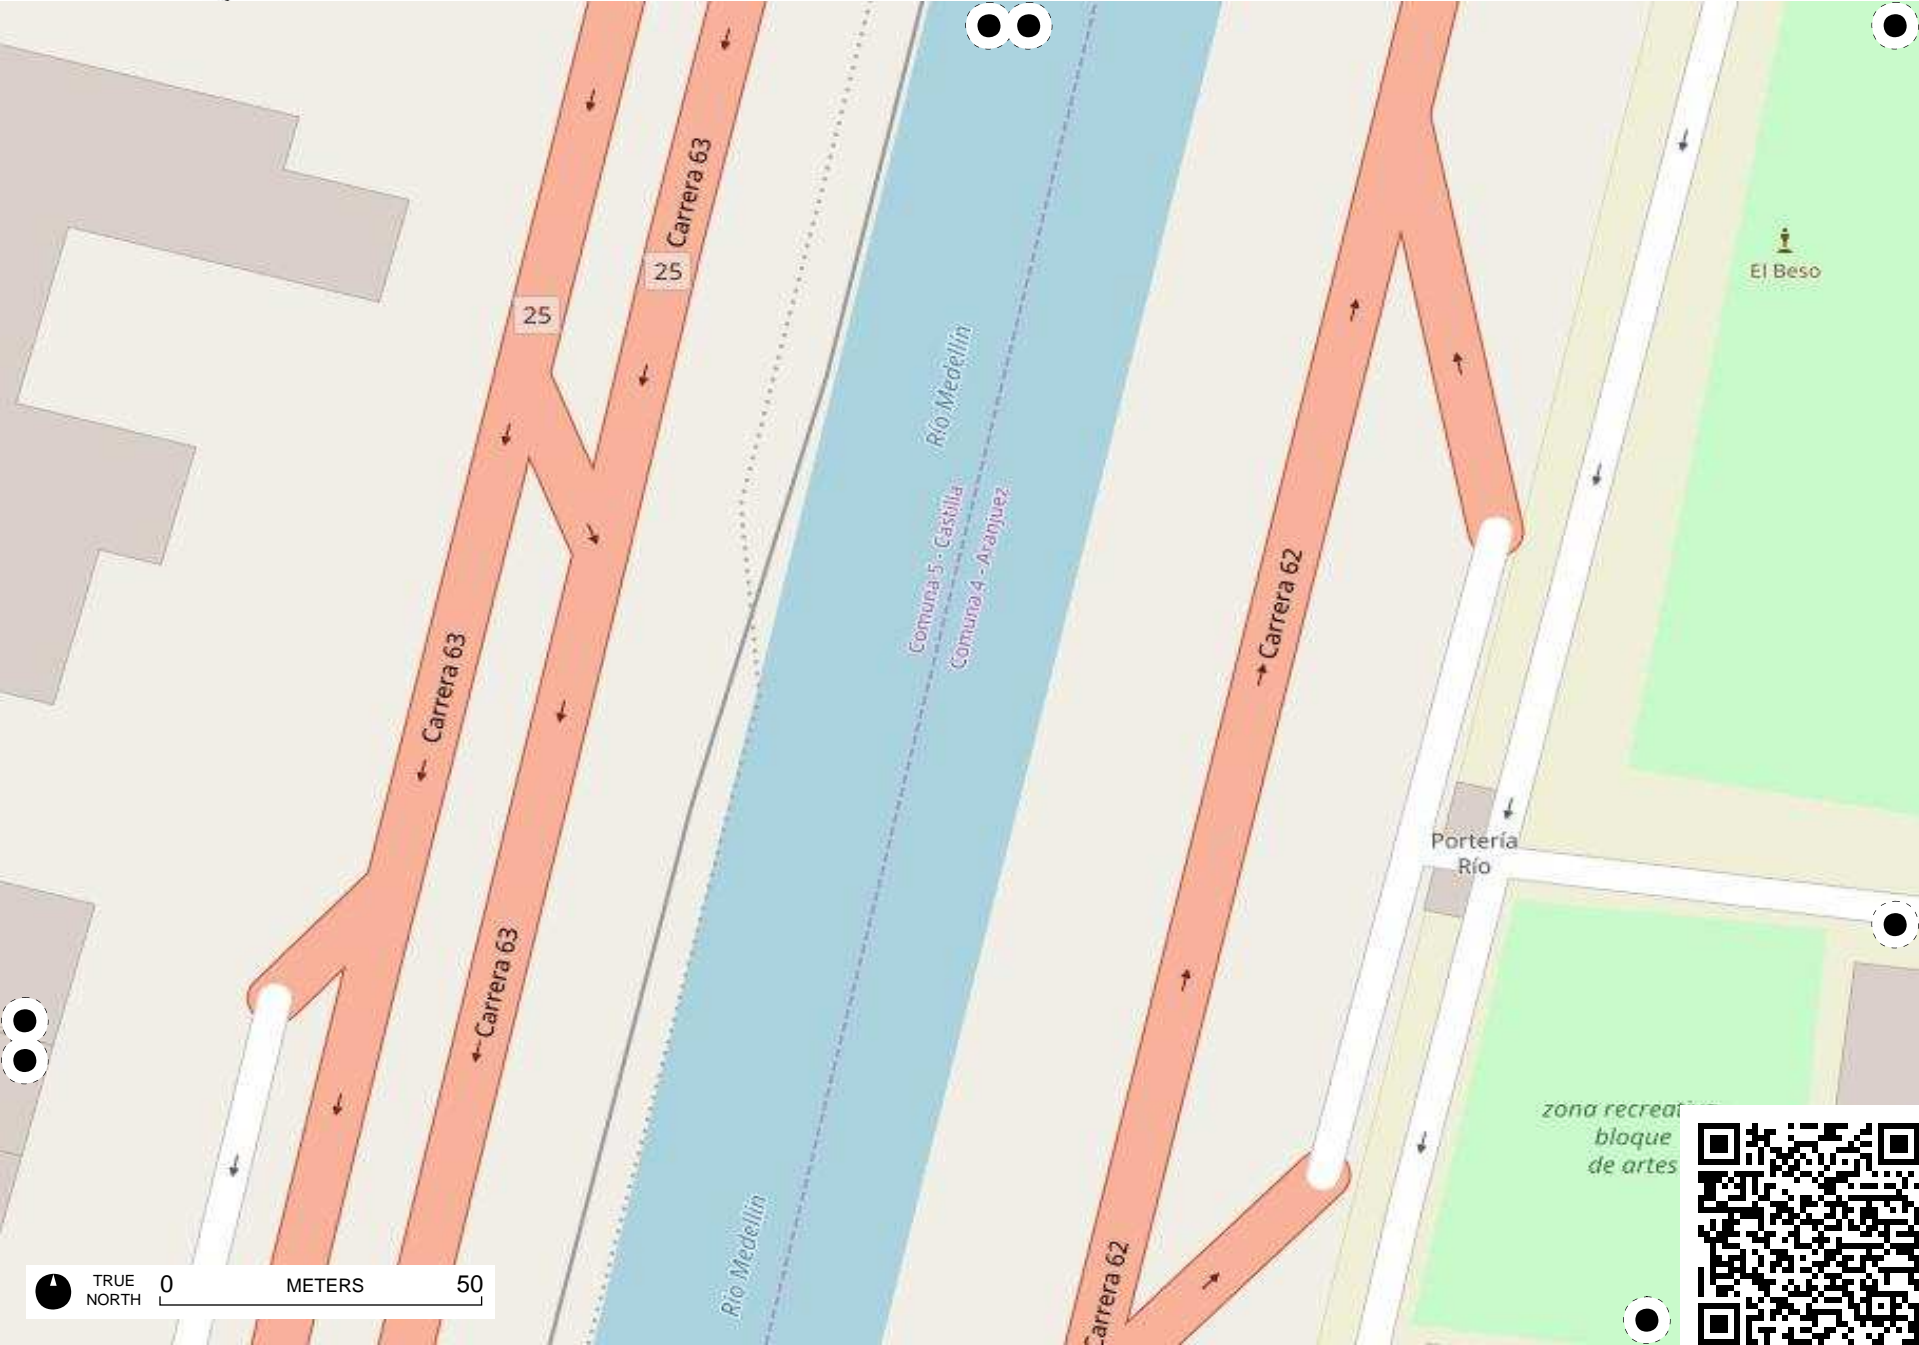 Carrera 63
25
25
El Beso
Río Medellín
Comuna 5 - Castilla
Comuna 4 - Aranjuez
Carrera 62
Carrera 63
Portería
Río
Carrera 63
zona recreativa
bloque
de artes
Río Medellín
Carrera 62
TRUE
NORTH
0 METERS 50